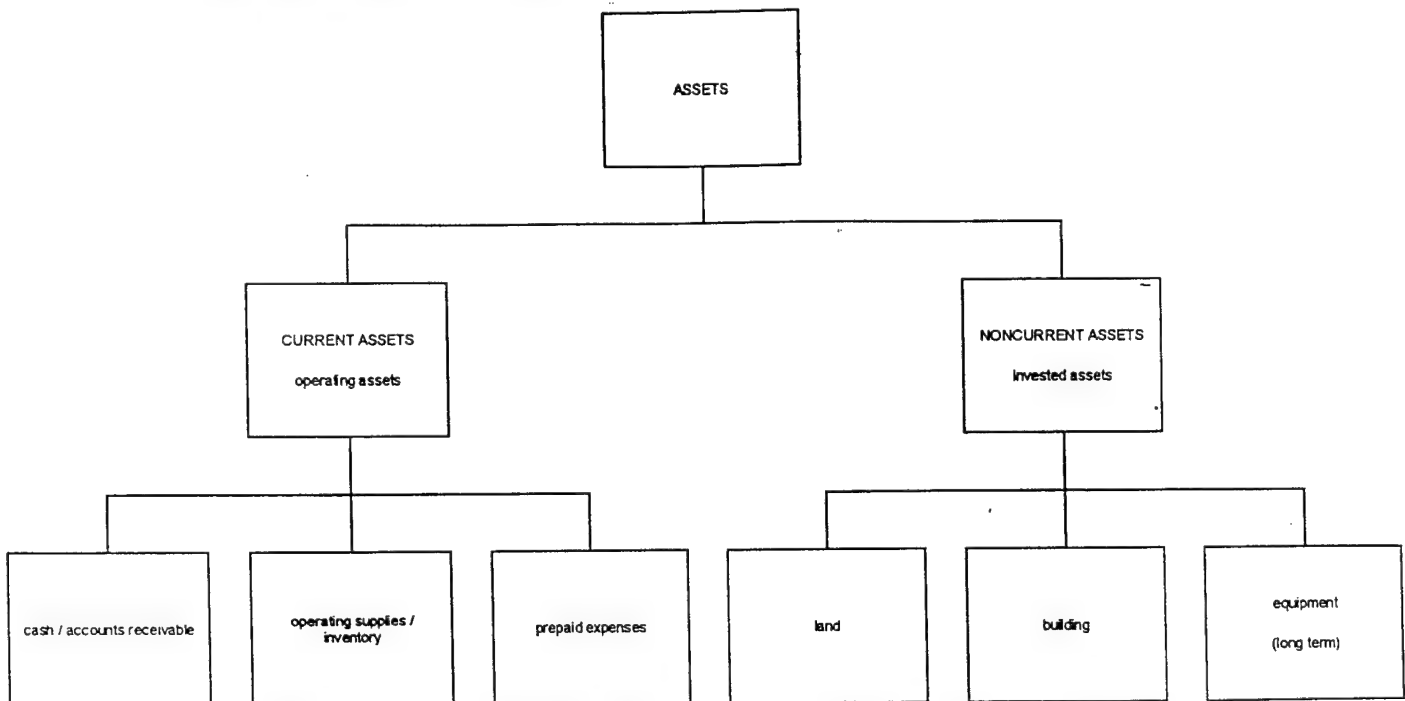 ASSETS
CURRENT ASSETS
operating assets
NONCURRENT ASSETS
invested assets
cash / accounts receivable
operating supplies /
inventory
prepaid expenses
land
building
equipment
(long term)